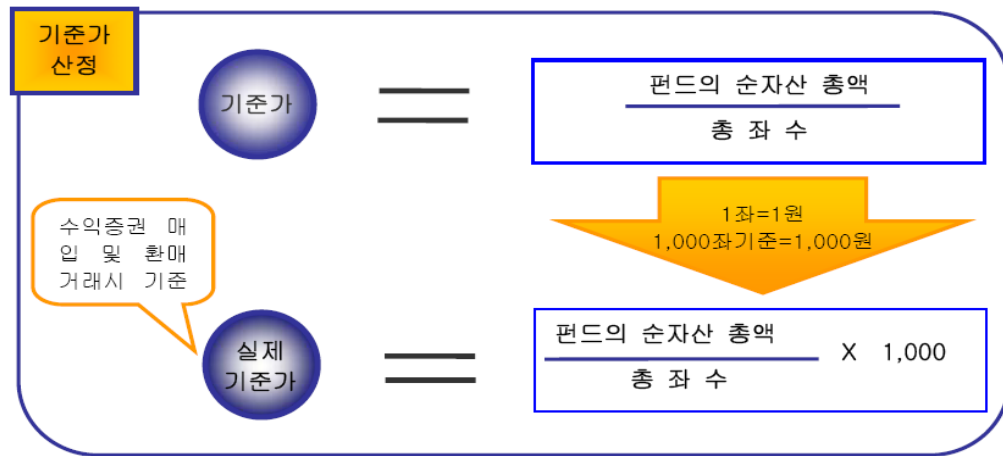 기준가
산정
기준가
펀드의 순자산 총액
총 좌 수
1좌=1원
1,000좌기준=1,000원
수익증권 매
입 및 환매
거래시 기준
실제
기준가
펀드의 순자산 총액
총 좌 수
X 1,000